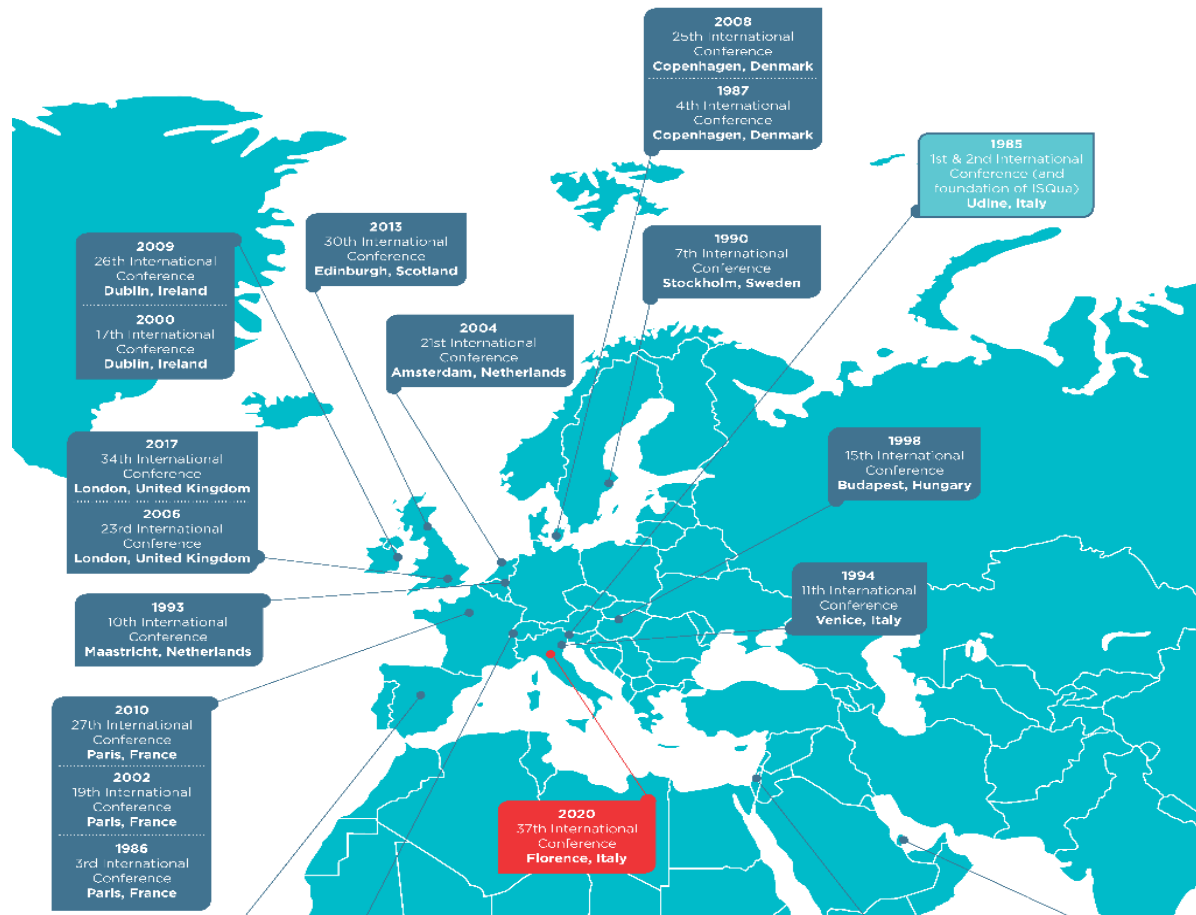 2008
25th International
Conference
Copenhagen, Denmark
1987
4th International
Conference
Copenhagen, Denmark
1985
1st & 2nd International
Conference (and
foundation of ISQua)
Udine, Italy
2013
30th International
Conference
Edinburgh, Scotland
1990
7th International
Conference
Stockholm, Sweden
2009
26th International
Conference
Dublin, Ireland
2000
17th International
Conference
Dublin, Ireland
2004
21st International
Conference
Amsterdam, Netherlands
2017
34th International
Conference
London, United Kingdom
2006
23rd International
Conference
London, United Kingdom
1998
15th International
Conference
Budapest, Hungary
1994
11th International
Conference
Venice, Italy
1993
10th International
Conference
Maastricht, Netherlands
2010
27th International
Conference
Paris, France
2002
19th International
Conference
Paris, France
1986
3rd International
Conference
Paris, France
2020
37th International
Conference
Florence, Italy